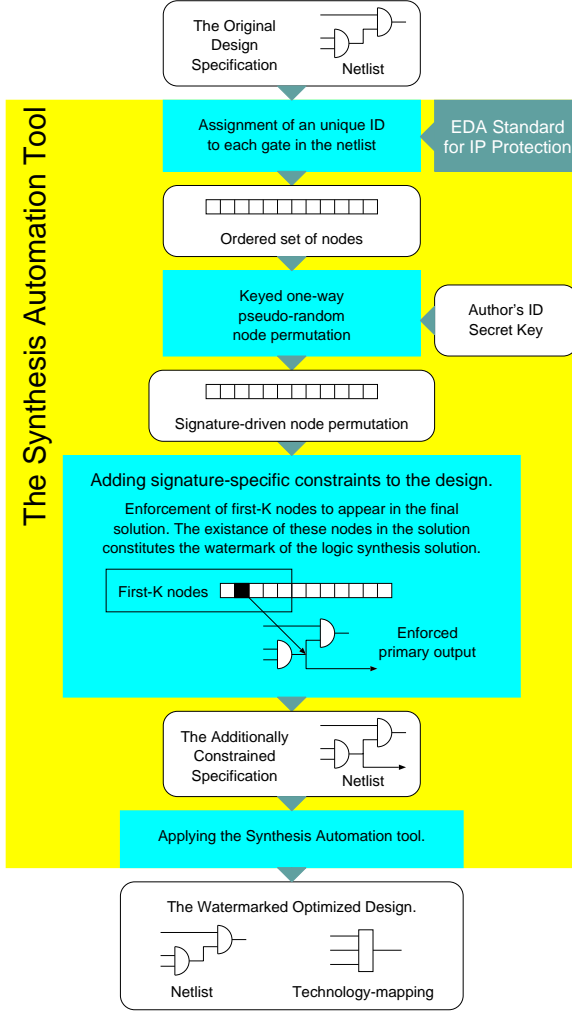 The Original
Design
Specification
Netlist
The Synthesis Automation Tool
Assignment of an unique ID
to each gate in the netlist
EDA Standard
for IP Protection
Ordered set of nodes
Keyed one-way
pseudo-random
node permutation
Author's ID
Secret Key
Signature-driven node permutation
Adding signature-specific constraints to the design.
Enforcement of first-K nodes to appear in the final
solution. The existance of these nodes in the solution
constitutes the watermark of the logic synthesis solution.
First-K nodes
Enforced
primary output
The Additionally
Constrained
Specification
Netlist
Applying the Synthesis Automation tool.
The Watermarked Optimized Design.
Netlist
Technology-mapping